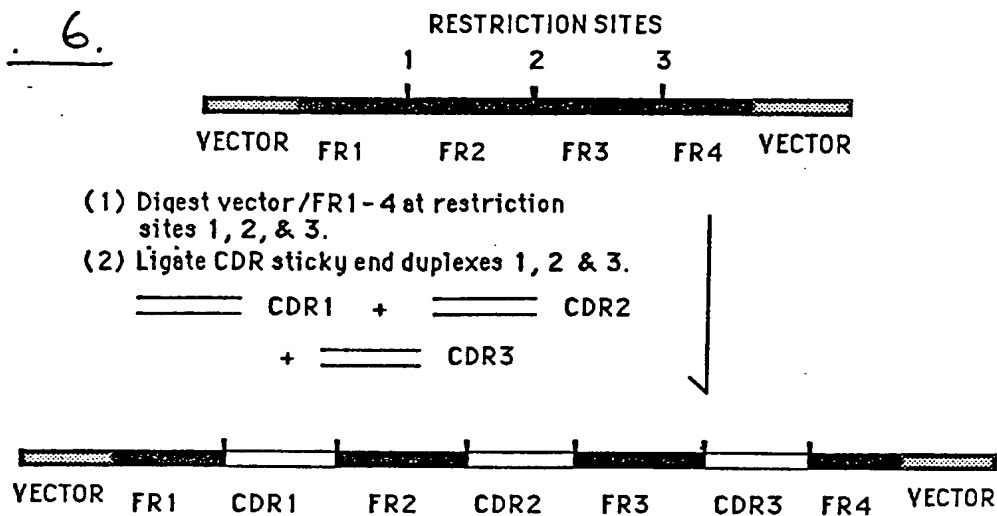 . 6.
RESTRICTION SITES
1 2 3
VECTOR FR1 FR2 FR3 FR4 VECTOR
(1) Digest vector/FR1-4 at restriction
sites 1, 2, & 3.
(2) Ligate CDR sticky end duplexes 1, 2 & 3.
CDR1 + CDR2
+ CDR3
VECTOR FR1 CDR1 FR2 CDR2 FR3 CDR3 FR4 VECTOR